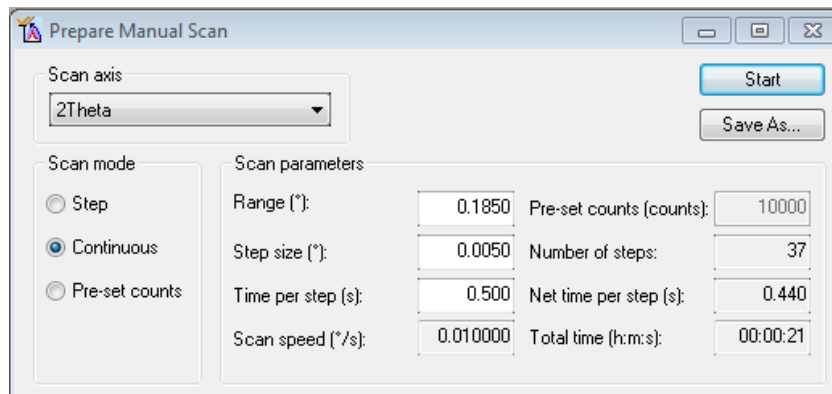 Prepare Manual Scan
Scan axis
2Theta
Start
Save As...
Scan mode
Step
Continuous
Pre-set counts
Scan parameters
Range (°): 0.1850 Pre-set counts (counts): 10000
Step size (°): 0.0050 Number of steps: 37
Time per step (s): 0.500 Net time per step (s): 0.440
Scan speed (°/s): 0.010000 Total time (h:m:s): 00:00:21